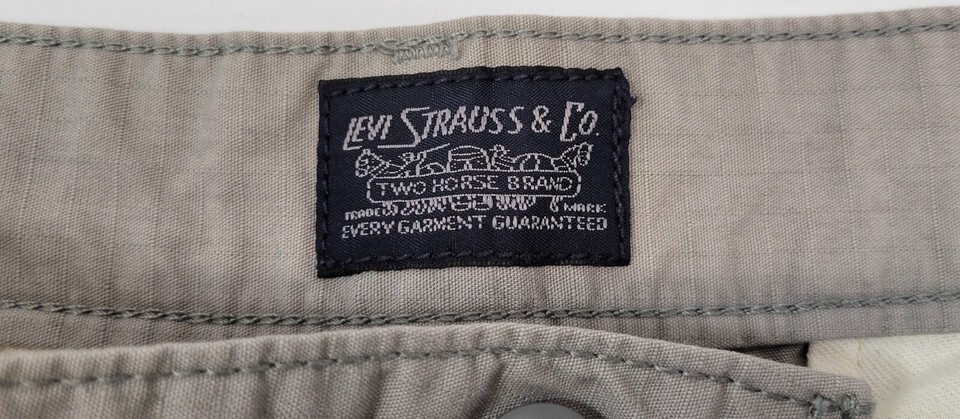 LEVI STRAUSS & CO.
TWO HORSE BRAND
TRADE MARK
EVERY GARMENT GUARANTEED